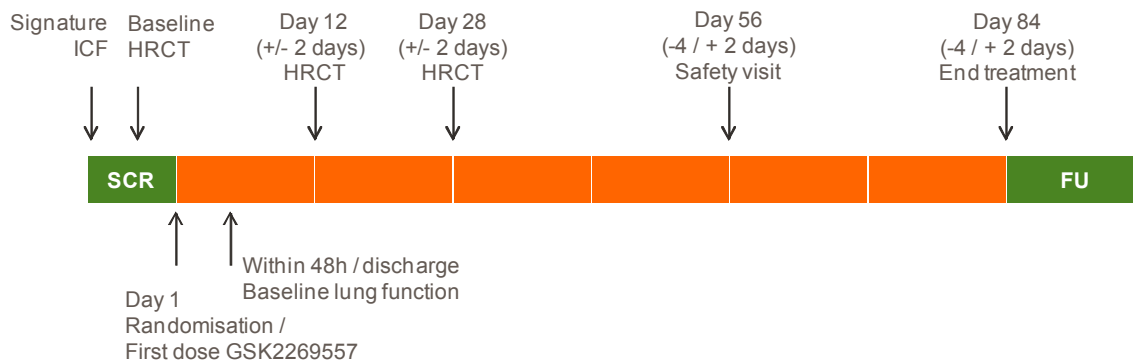 Signature
ICF
Baseline
HRCT
Day 12
(+/- 2 days)
HRCT
Day 28
(+/- 2 days)
HRCT
Day 56
(-4 / + 2 days)
Safety visit
Day 84
(-4 / + 2 days)
End treatment
SCR
FU
Within 48h / discharge
Baseline lung function
Day 1
Randomisation /
First dose GSK2269557